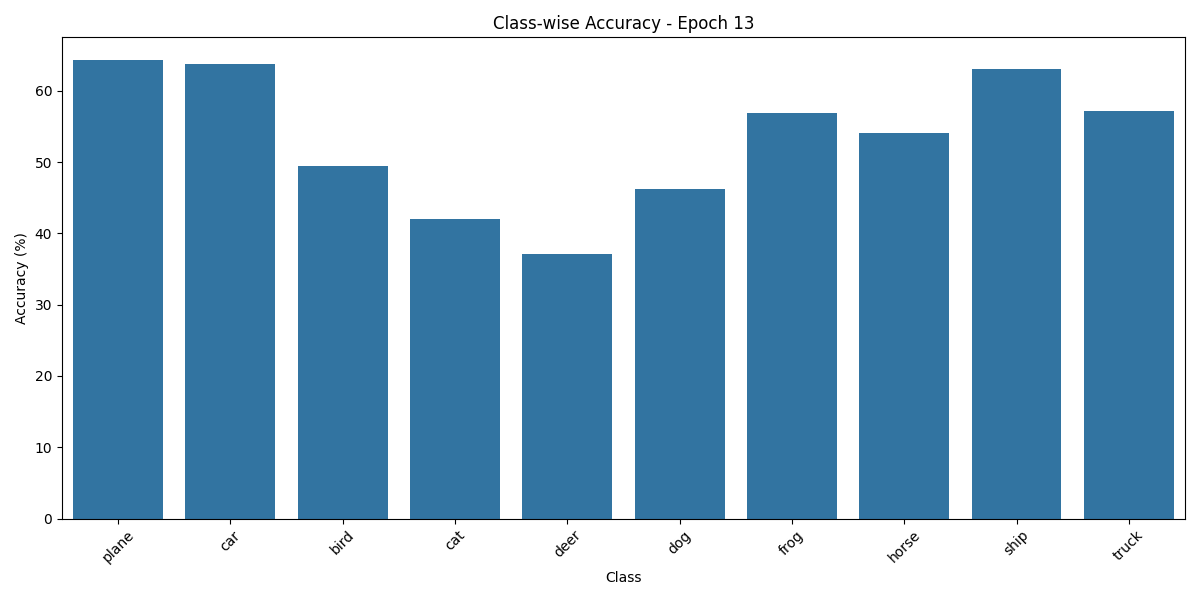 Class-wise Accuracy - Epoch 13
Accuracy (%)
60
50
40
30
20
10
0
plane
car
bird
cat
deer
dog
frog
horse
ship
truck
Class